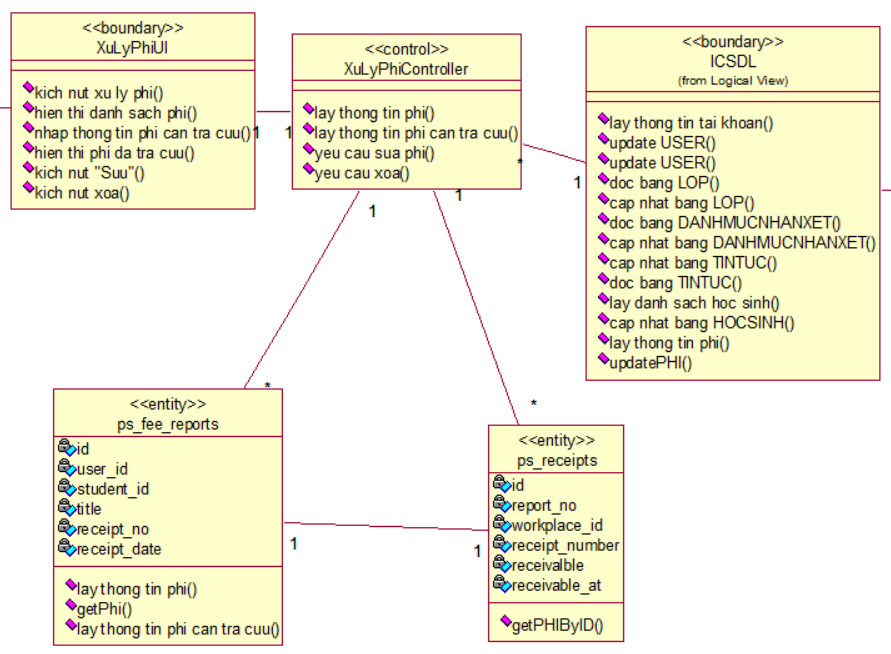 <<boundary>>
XuLyPhiUI
kich nut xu ly phi()
hien thi danh sach phi()
nhap thong tin phi can tra cuu()
hien thi phi da tra cuu()
kich nut "Suu"()
kich nut xoa()
1
1
<<control>>
XuLyPhiController
lay thong tin phi()
lay thong tin phi can tra cuu()
yeu cau sua phi()
yeu cau xoa()
*
1
<<boundary>>
ICSDL
(from Logical View)
lay thong tin tai khoan()
update USER()
update USER()
doc bang LOP()
cap nhat bang LOP()
doc bang DANHMUCNHANXET()
cap nhat bang DANHMUCNHANXET()
cap nhat bang TINTUC()
doc bang TINTUC()
lay danh sach hoc sinh()
cap nhat bang HOCSINH()
lay thong tin phi()
updatePHI()
1
1
*
*
<<entity>>
ps_fee_reports
id
user_id
student_id
title
receipt_no
receipt_date
lay thong tin phi()
getPhi()
lay thong tin phi can tra cuu()
1
1
<<entity>>
ps_receipts
id
report_no
workplace_id
receipt_number
receivalble
receivable_at
getPHIByID()